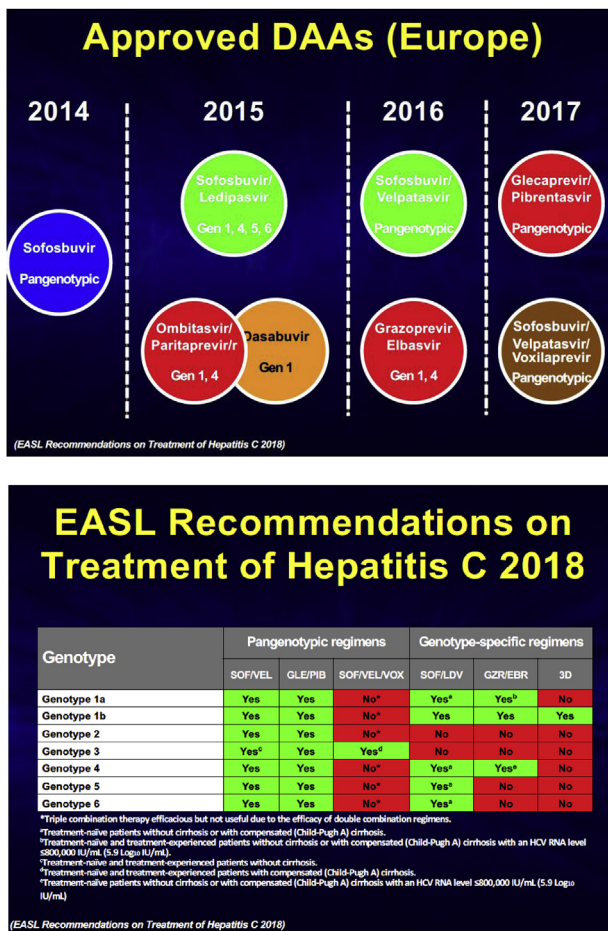 Approved DAAs (Europe)
2014
2015
2016
2017
Sofosbuvir
Pangenotypic
Sofosbuvir/
Ledipasvir
Gen 1, 4, 5, 6
Ombitasvir/
Paritaprevir/r
Gen 1, 4
Dasabuvir
Gen 1
Sofosbuvir/
Velpatasvir
Pangenotypic
Grazoprevir
Elbasvir
Gen 1, 4
Glecaprevir/
Pibrentasvir
Pangenotypic
Sofosbuvir/
Velpatasvir/
Voxilaprevir
Pangenotypic
(EASL Recommendations on Treatment of Hepatitis C 2018)
EASL Recommendations on
Treatment of Hepatitis C 2018
Genotype Pangenotypic regimens Genotype-specific regimens
SOF/VEL GLE/PIB SOF/VEL/VOX SOF/LDV GZR/EBR 3D
Genotype 1a Yes Yes No* Yesᵃ Yesᵇ No
Genotype 1b Yes Yes No* Yes Yes Yes
Genotype 2 Yes Yes No* No No No
Genotype 3 Yesᶜ Yes Yesᵈ No No No
Genotype 4 Yes Yes No* Yesᵃ Yesᵉ No
Genotype 5 Yes Yes No* Yesᵃ No No
Genotype 6 Yes Yes No* Yesᵃ No No
*Triple combination therapy efficacious but not useful due to the efficacy of double combination regimens.
ᵃTreatment-naïve patients without cirrhosis or with compensated (Child-Pugh A) cirrhosis.
ᵇTreatment-naïve and treatment-experienced patients without cirrhosis or with compensated (Child-Pugh A) cirrhosis with an HCV RNA level
≤800,000 IU/mL (5.9 Log₁₀ IU/mL).
ᶜTreatment-naïve and treatment-experienced patients without cirrhosis.
ᵈTreatment-naïve and treatment-experienced patients with compensated (Child-Pugh A) cirrhosis.
ᵉTreatment-naïve patients without cirrhosis or with compensated (Child-Pugh A) cirrhosis with an HCV RNA level ≤800,000 IU/mL (5.9 Log₁₀
IU/mL)
(EASL Recommendations on Treatment of Hepatitis C 2018)